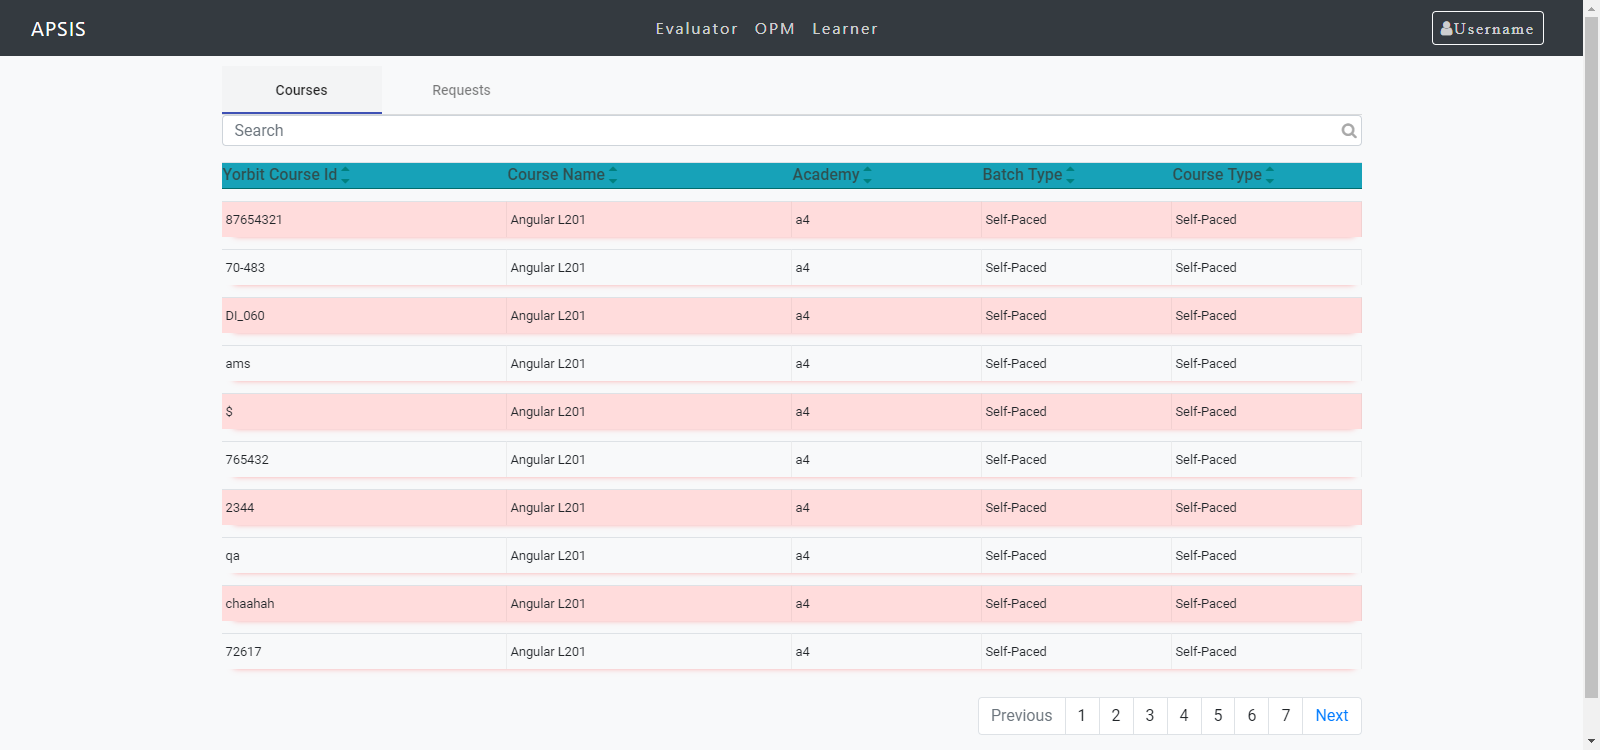 APSIS Evaluator OPM Learner Username
Courses Requests
Search
Yorbit Course Id Course Name Academy Batch Type Course Type
87654321 Angular L201 a4 Self-Paced Self-Paced
70-483 Angular L201 a4 Self-Paced Self-Paced
DI_060 Angular L201 a4 Self-Paced Self-Paced
ams Angular L201 a4 Self-Paced Self-Paced
$ Angular L201 a4 Self-Paced Self-Paced
765432 Angular L201 a4 Self-Paced Self-Paced
2344 Angular L201 a4 Self-Paced Self-Paced
qa Angular L201 a4 Self-Paced Self-Paced
chaahah Angular L201 a4 Self-Paced Self-Paced
72617 Angular L201 a4 Self-Paced Self-Paced
Previous 1 2 3 4 5 6 7 Next